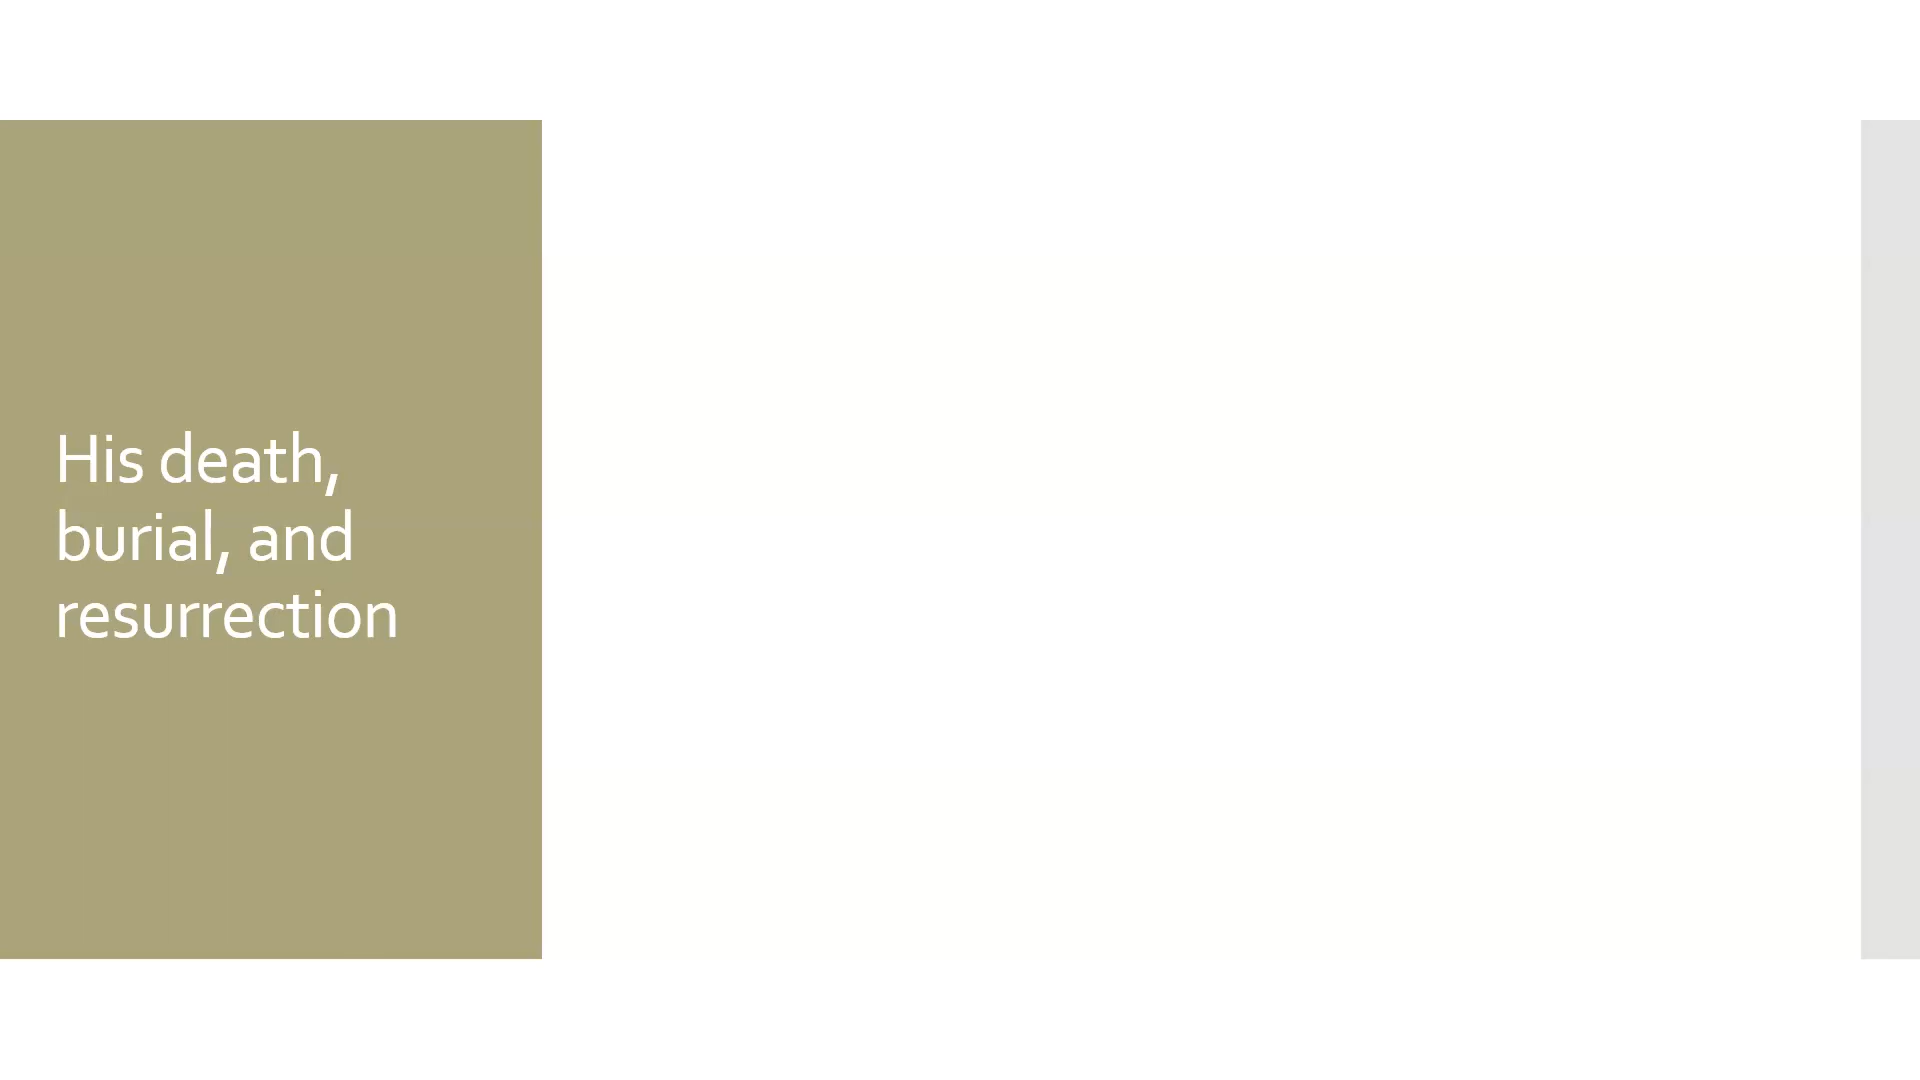 His death,
burial, and
resurrection